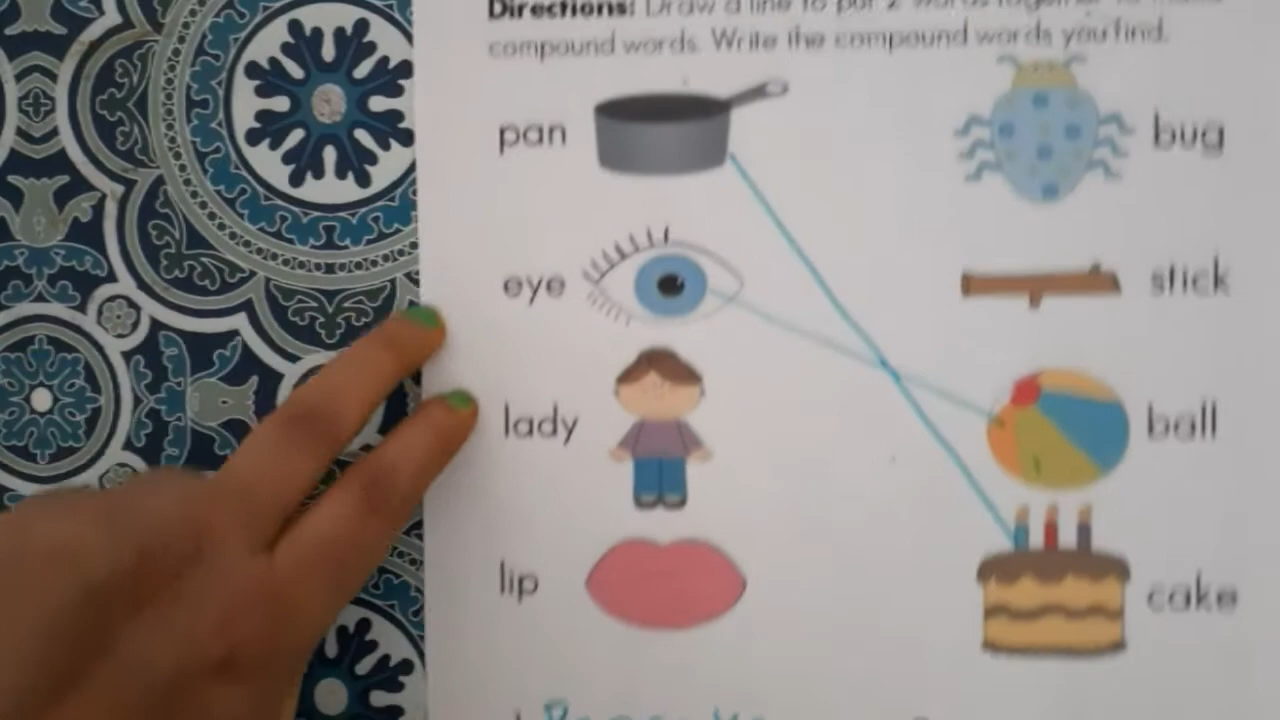 Directions: Draw a line to put 2 words together to make
compound words. Write the compound words you find.
pan bug
eye stick
lady ball
lip cake